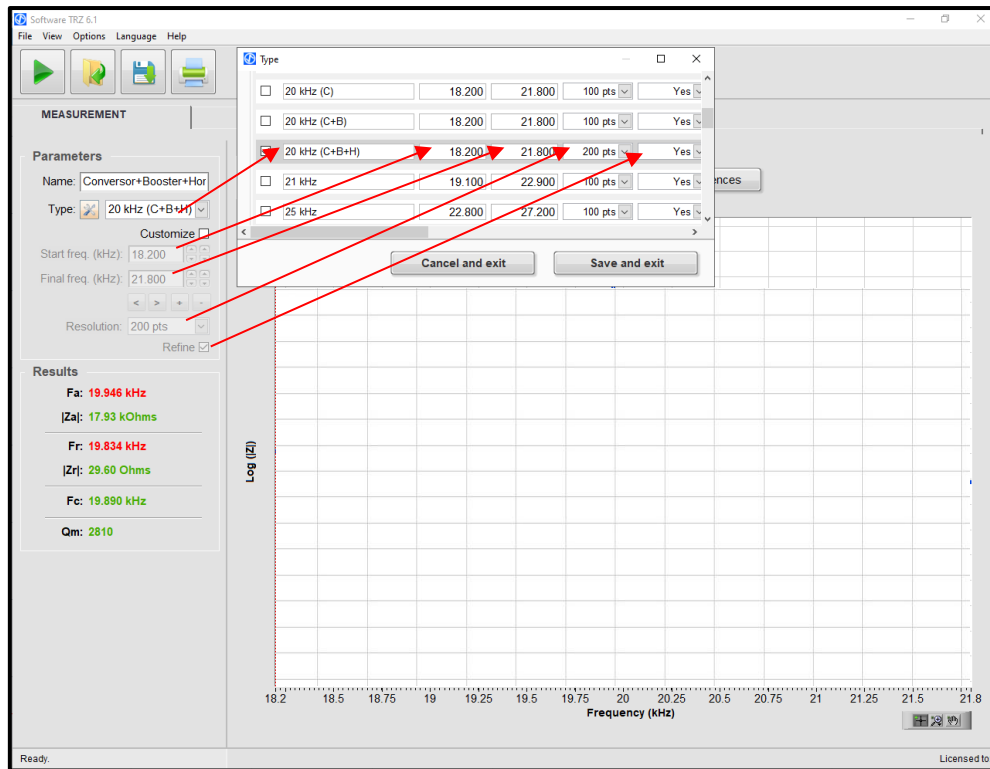 Software TRZ 6.1
File View Options Language Help
Type
20 kHz (C) 18.200 21.800 100 pts Yes
20 kHz (C+B) 18.200 21.800 100 pts Yes
20 kHz (C+B+H) 18.200 21.800 200 pts Yes
21 kHz 19.100 22.900 100 pts Yes
25 kHz 22.800 27.200 100 pts Yes
Cancel and exit Save and exit
MEASUREMENT
Parameters
Name: Conversor+Booster+Hor
Type: 20 kHz (C+B+H)
Customize
Start freq. (kHz): 18.200
Final freq. (kHz): 21.800
< > + -
Resolution: 200 pts
Refine
Results
Fa: 19.946 kHz
|Za|: 17.93 kOhms
Fr: 19.834 kHz
|Zr|: 29.60 Ohms
Fc: 19.890 kHz
Qm: 2810
ences
Log (|Z|)
18.2 18.5 18.75 19 19.25 19.5 19.75 20 20.25 20.5 20.75 21 21.25 21.5 21.8
Frequency (kHz)
Ready. Licensed to